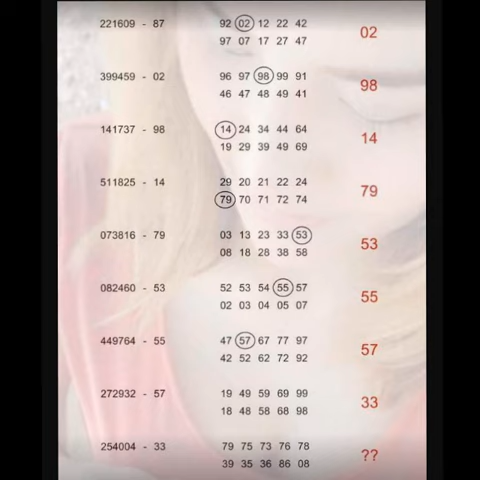 221609 - 87 92 02 12 22 42 02
97 07 17 27 47
399459 - 02 96 97 98 99 91 98
46 47 48 49 41
141737 - 98 14 24 34 44 64 14
19 29 39 49 69
511825 - 14 29 20 21 22 24 79
79 70 71 72 74
073816 - 79 03 13 23 33 53 53
08 18 28 38 58
082460 - 53 52 53 54 55 57 55
02 03 04 05 07
449764 - 55 47 57 67 77 97 57
42 52 62 72 92
272932 - 57 19 49 59 69 99 33
18 48 58 68 98
254004 - 33 79 75 73 76 78 ??
39 35 36 86 08